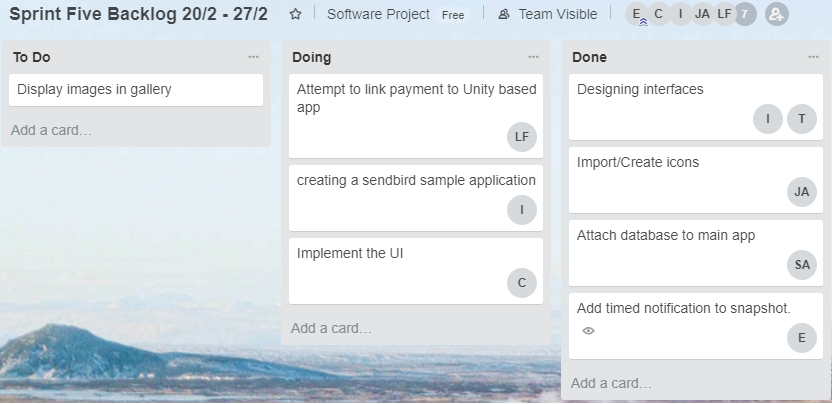 Sprint Five Backlog 20/2 - 27/2
Software Project Free
Team Visible
E C I JA LF 7
To Do ...
Display images in gallery
Add a card...
Doing ...
Attempt to link payment to Unity based
app
LF
creating a sendbird sample application
I
Implement the UI
C
Add a card...
Done ...
Designing interfaces
I T
Import/Create icons
JA
Attach database to main app
SA
Add timed notification to snapshot.
E
Add a card...